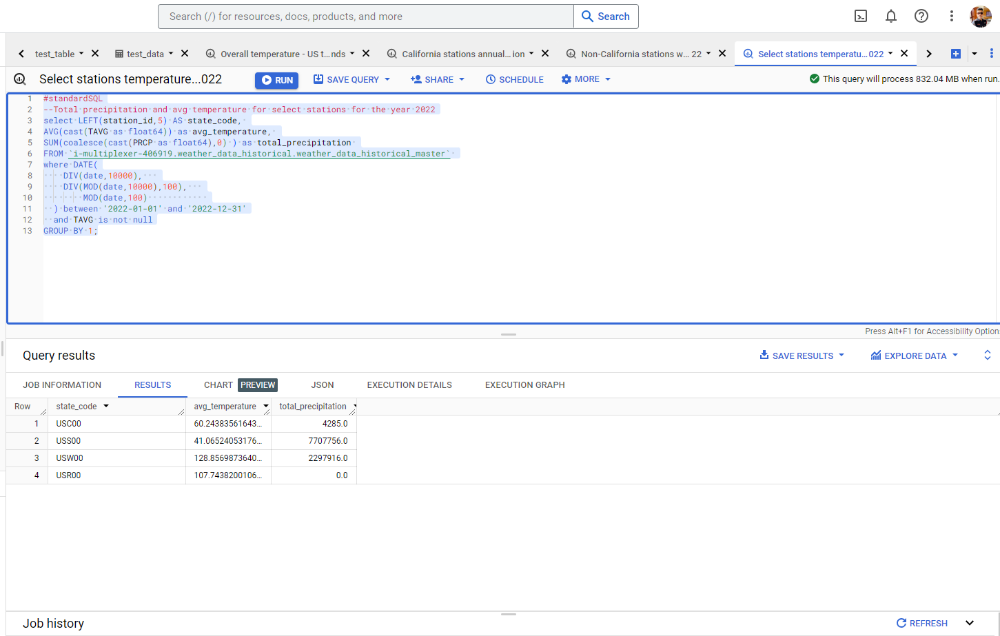 Search (/) for resources, docs, products, and more
Search
test_table
test_data
Overall temperature - US t...nds
California stations annual... ion
Non-California stations w... 22
Select stations temperatu...022
Select stations temperature...022
RUN
SAVE QUERY
SHARE
SCHEDULE
MORE
This query will process 832.04 MB when run.
1 #standardSQL
2 --Total precipitation and avg temperature for select stations for the year 2022
3 select LEFT(station_id,5) AS state_code,
4 AVG(cast(TAVG as float64)) as avg_temperature,
5 SUM(coalesce(cast(PRCP as float64),0) ) as total_precipitation
6 FROM `i-multiplexer-406919.weather_data_historical.weather_data_historical_master`
7 where DATE(
8 DIV(date,10000),
9 DIV(MOD(date,10000),100),
10 MOD(date,100)
11 ) between '2022-01-01' and '2022-12-31'
12 and TAVG is not null
13 GROUP BY 1;
Press Alt+F1 for Accessibility Option
Query results
SAVE RESULTS
EXPLORE DATA
JOB INFORMATION
RESULTS
CHART PREVIEW
JSON
EXECUTION DETAILS
EXECUTION GRAPH
Row state_code avg_temperature total_precipitation
1 USC00 60.24383561643... 4285.0
2 USS00 41.06524053176... 7707756.0
3 USW00 128.8569873640... 2297916.0
4 USR00 107.7438200106... 0.0
Job history
REFRESH